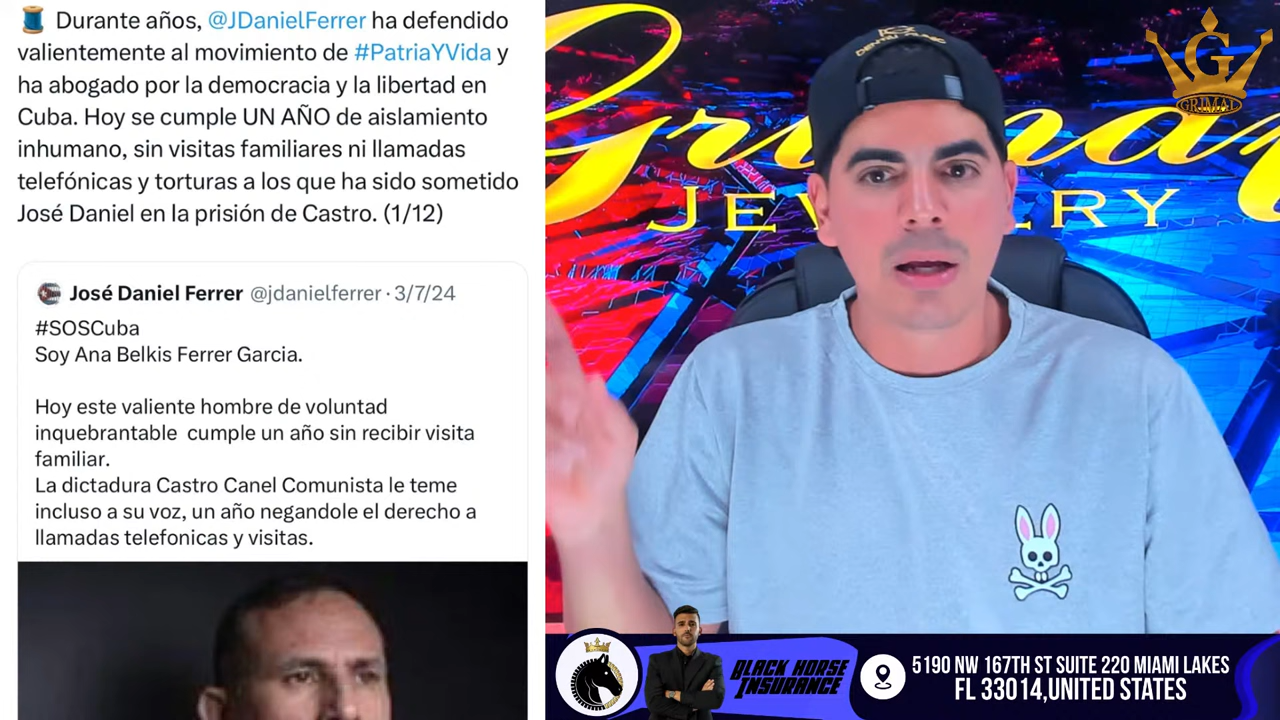 Durante años, @JDanielFerrer ha defendido
valientemente al movimiento de #PatriaYVida y
ha abogado por la democracia y la libertad en
Cuba. Hoy se cumple UN AÑO de aislamiento
inhumano, sin visitas familiares ni llamadas
telefónicas y torturas a los que ha sido sometido
José Daniel en la prisión de Castro. (1/12)
José Daniel Ferrer @jdanielferrer · 3/7/24
#SOSCuba
Soy Ana Belkis Ferrer Garcia.
Hoy este valiente hombre de voluntad
inquebrantable cumple un año sin recibir visita
familiar.
La dictadura Castro Canel Comunista le teme
incluso a su voz, un año negandole el derecho a
llamadas telefonicas y visitas.
G
GRIMAL
BLACK HORSE
INSURANCE
5190 NW 167TH ST SUITE 220 MIAMI LAKES
FL 33014,UNITED STATES